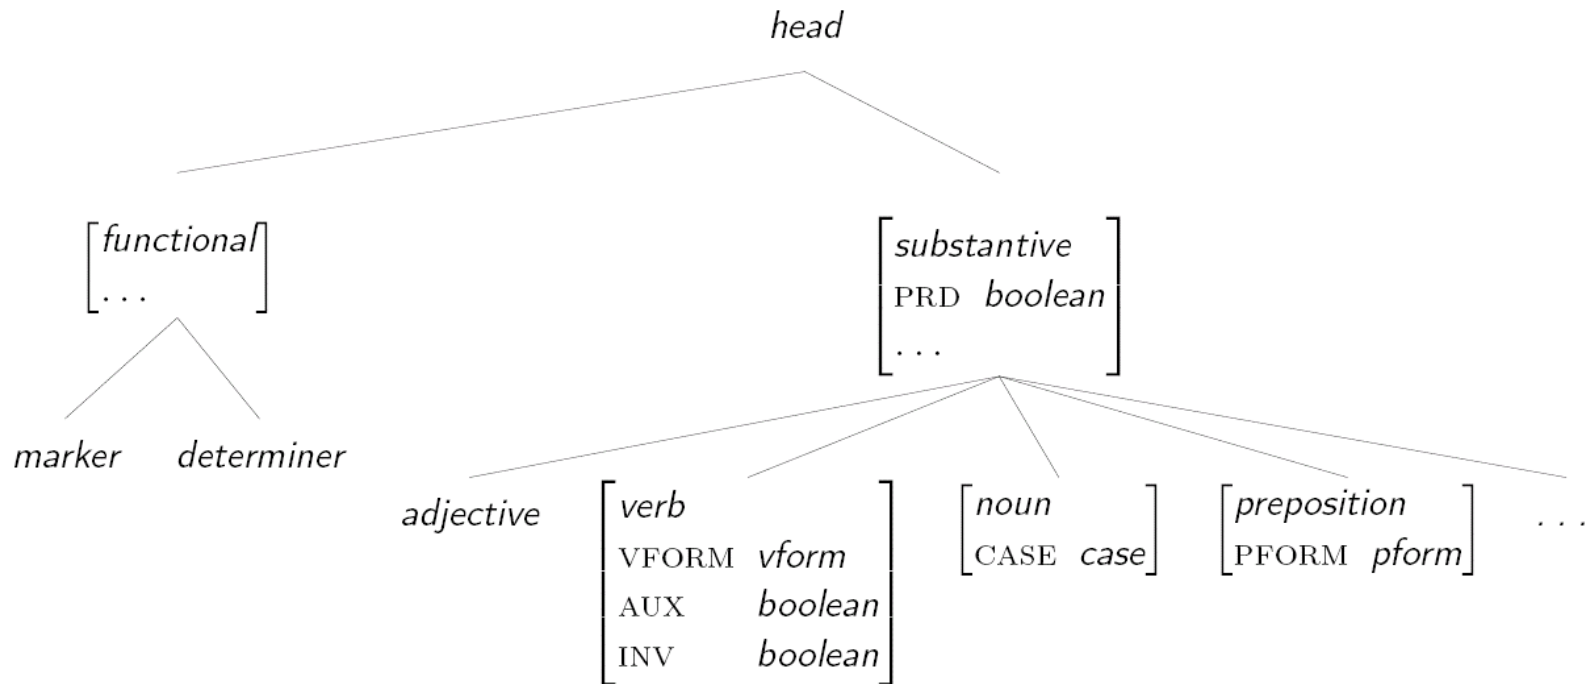 head
functional
. . .
substantive
PRD boolean
. . .
marker determiner
adjective
verb
VFORM vform
AUX boolean
INV boolean
noun
CASE case
preposition
PFORM pform
. . .